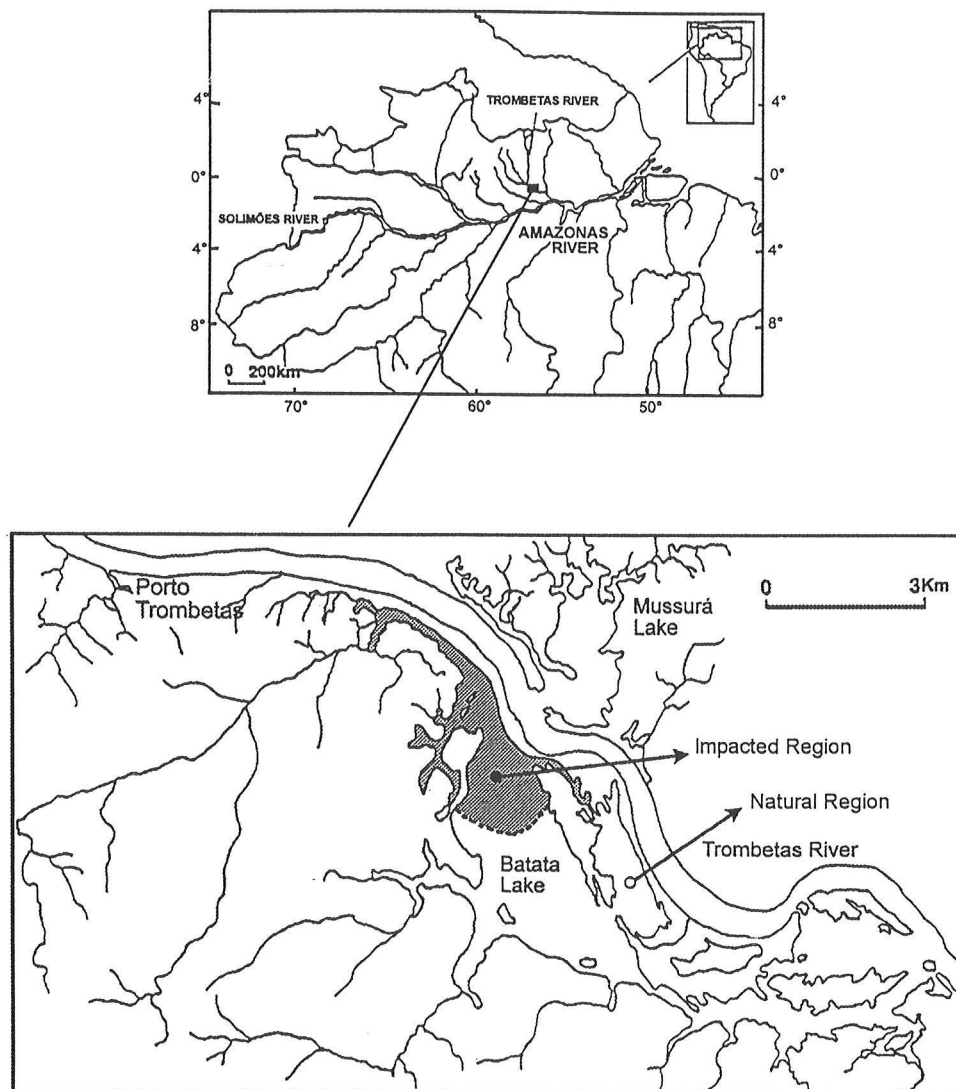 TROMBETAS RIVER
4°
4°
0°
0°
SOLIMÕES RIVER
AMAZONAS
RIVER
4°
4°
8°
8°
0 200km
70°
60°
50°
Porto
Trombetas
Mussurá
Lake
0 3Km
Impacted Region
Natural Region
Trombetas River
Batata
Lake